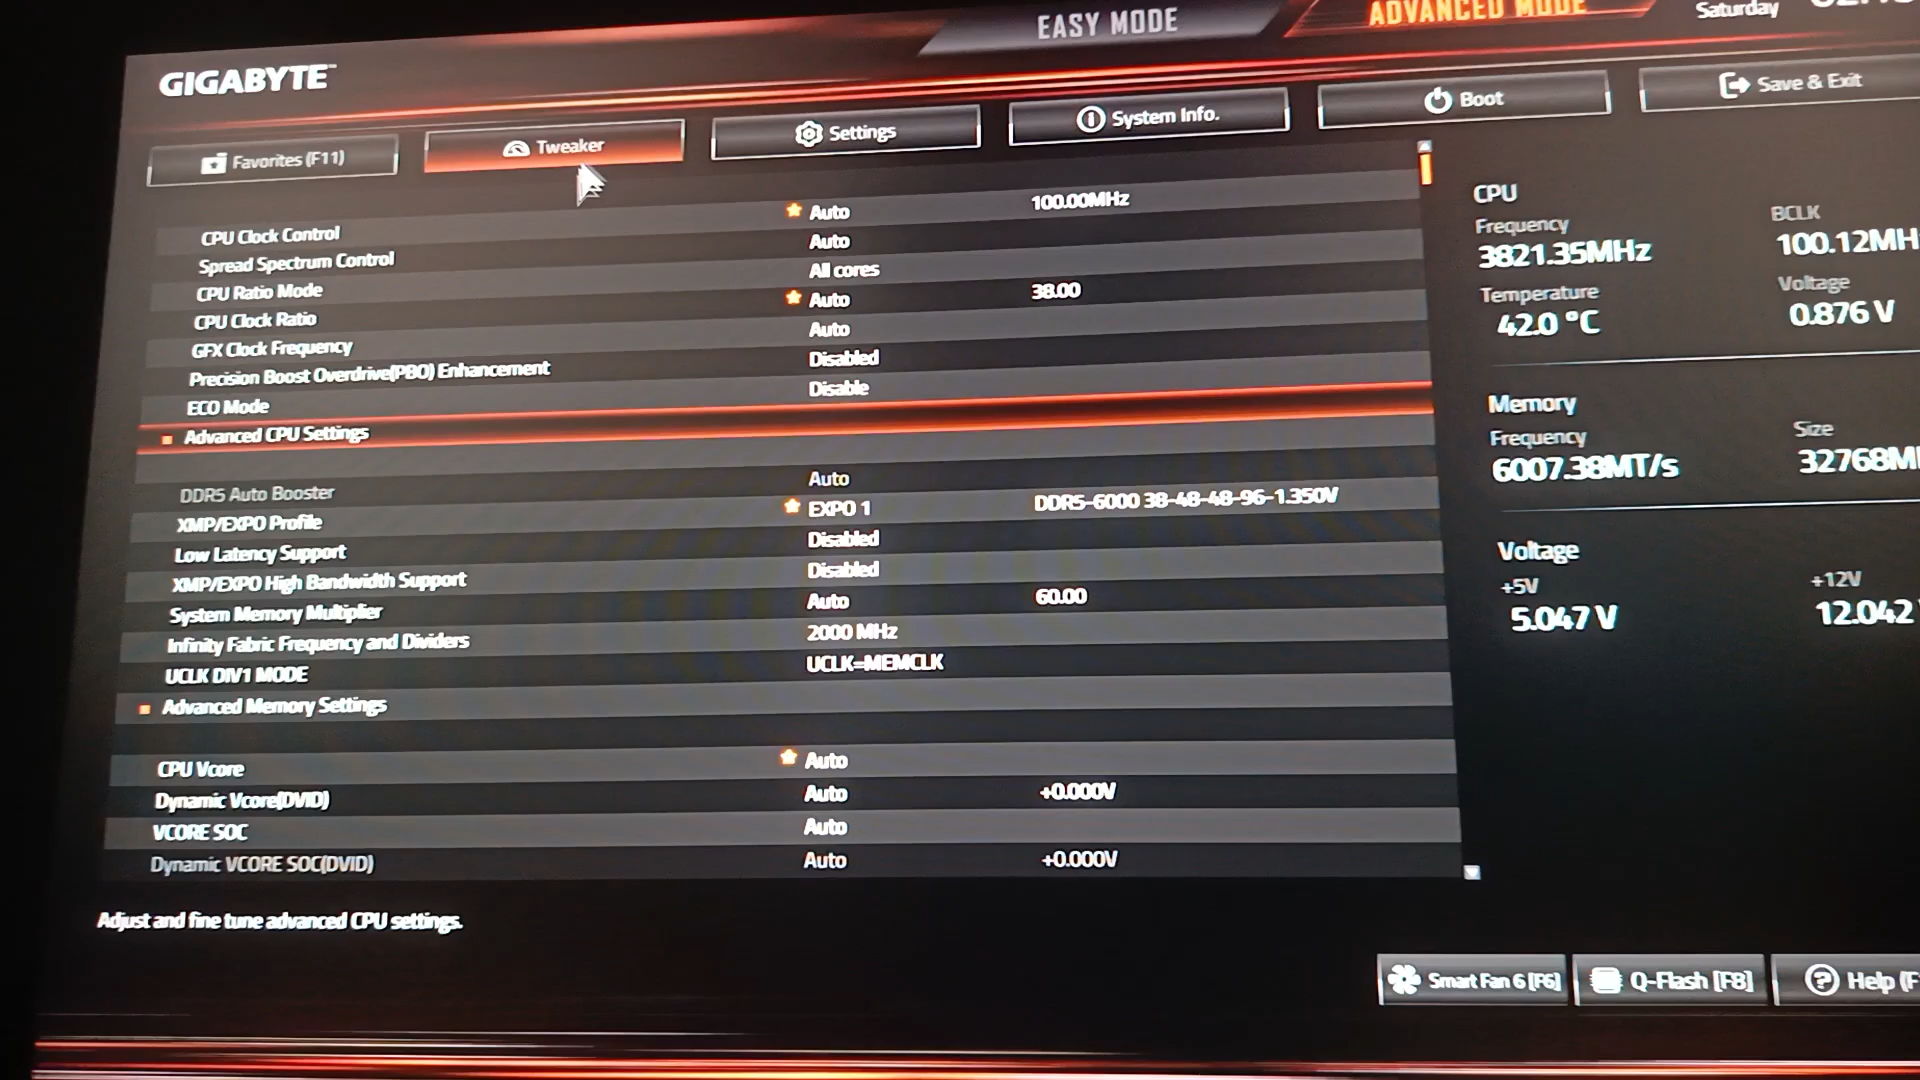 EASY MODE
ADVANCED MODE
Saturday
GIGABYTE™
Favorites (F11)
Tweaker
Settings
System Info.
Boot
Save & Exit
CPU Clock Control Auto 100.00MHz
Spread Spectrum Control Auto
CPU Ratio Mode All cores
CPU Clock Ratio Auto 38.00
GFX Clock Frequency Auto
Precision Boost Overdrive(PBO) Enhancement Disabled
ECO Mode Disable
Advanced CPU Settings
DDR5 Auto Booster Auto
XMP/EXPO Profile EXPO 1 DDR5-6000 38-48-48-96-1.350V
Low Latency Support Disabled
XMP/EXPO High Bandwidth Support Disabled
System Memory Multiplier Auto 60.00
Infinity Fabric Frequency and Dividers 2000 MHz
UCLK DIV1 MODE UCLK=MEMCLK
Advanced Memory Settings
CPU Vcore Auto
Dynamic Vcore(DVID) Auto +0.000V
VCORE SOC Auto
Dynamic VCORE SOC(DVID) Auto +0.000V
Adjust and fine tune advanced CPU settings.
CPU
Frequency BCLK
3821.35MHz 100.12MH
Temperature Voltage
42.0 °C 0.876 V
Memory
Frequency Size
6007.38MT/s 32768M
Voltage
+5V +12V
5.047 V 12.042
Smart Fan 6 [F6]
Q-Flash [F8]
Help (F